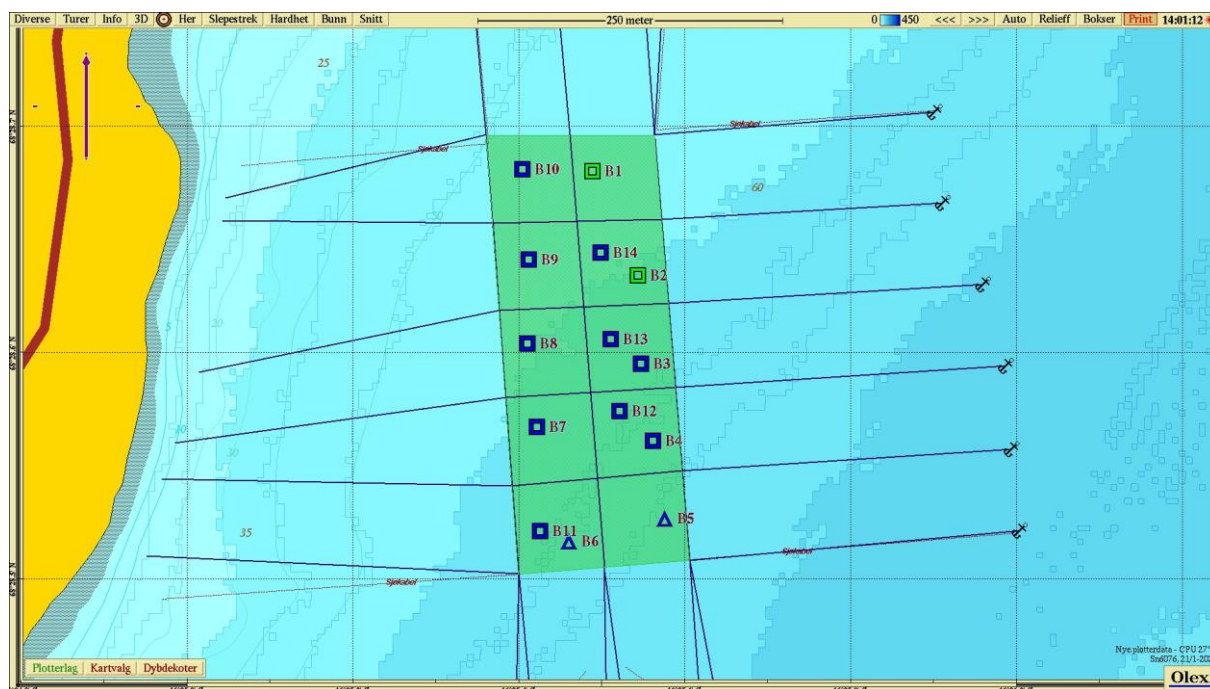 Diverse Turer Info 3D Her Slepestrek Hardhet Bunn Snitt 250 meter 0 450 <<< >>> Auto Relieff Bokser Print 14:01:12
25
Sjøkabel
Sjøkabel
B10 B1
60
50
B9 B14
B2
5 20
B8 B13
B3
B12
B7 B4
10
30
B5
35 B11 B6
Sjøkabel
Sjøkabel
Nye plotterdata - CPU 27°
Plotterlag Kartvalg Dybdekoter
Olex